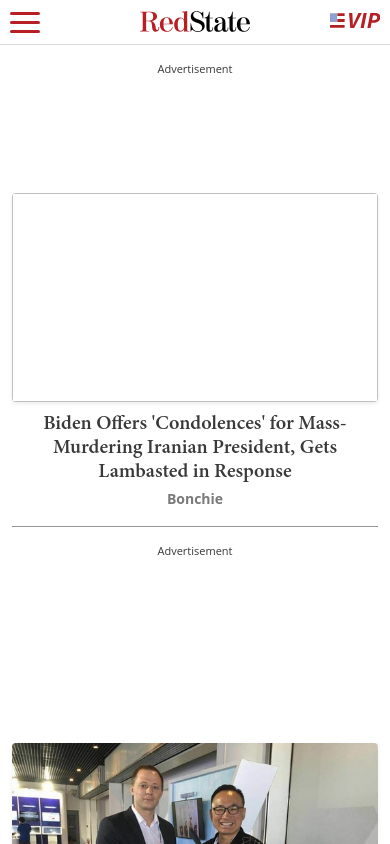 RedState
VIP
Advertisement
Biden Offers 'Condolences' for Mass-
Murdering Iranian President, Gets
Lambasted in Response
Bonchie
Advertisement